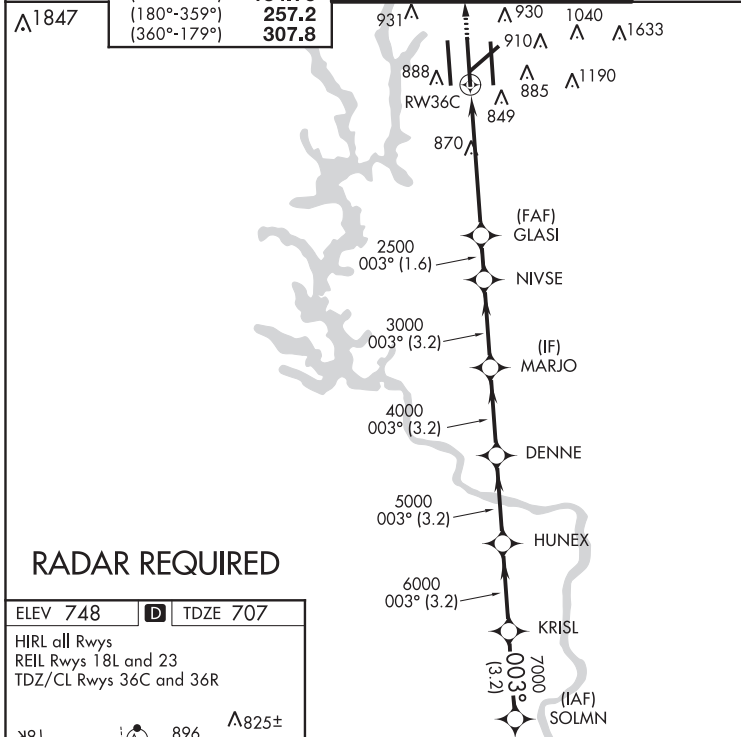 1847
(180°-359°) 257.2
(360°-179°) 307.8
931
930
1040
1633
910
888
885
1190
RW36C
849
870
(FAF)
GLASI
2500
003° (1.6)
NIVSE
3000
003° (3.2)
(IF)
MARJO
4000
003° (3.2)
DENNE
5000
003° (3.2)
HUNEX
RADAR REQUIRED
6000
003° (3.2)
KRISL
7000
003°
(3.2)
(IAF)
SOLMN
ELEV 748 D TDZE 707
HIRL all Rwys
REIL Rwys 18L and 23
TDZ/CL Rwys 36C and 36R
896
825±